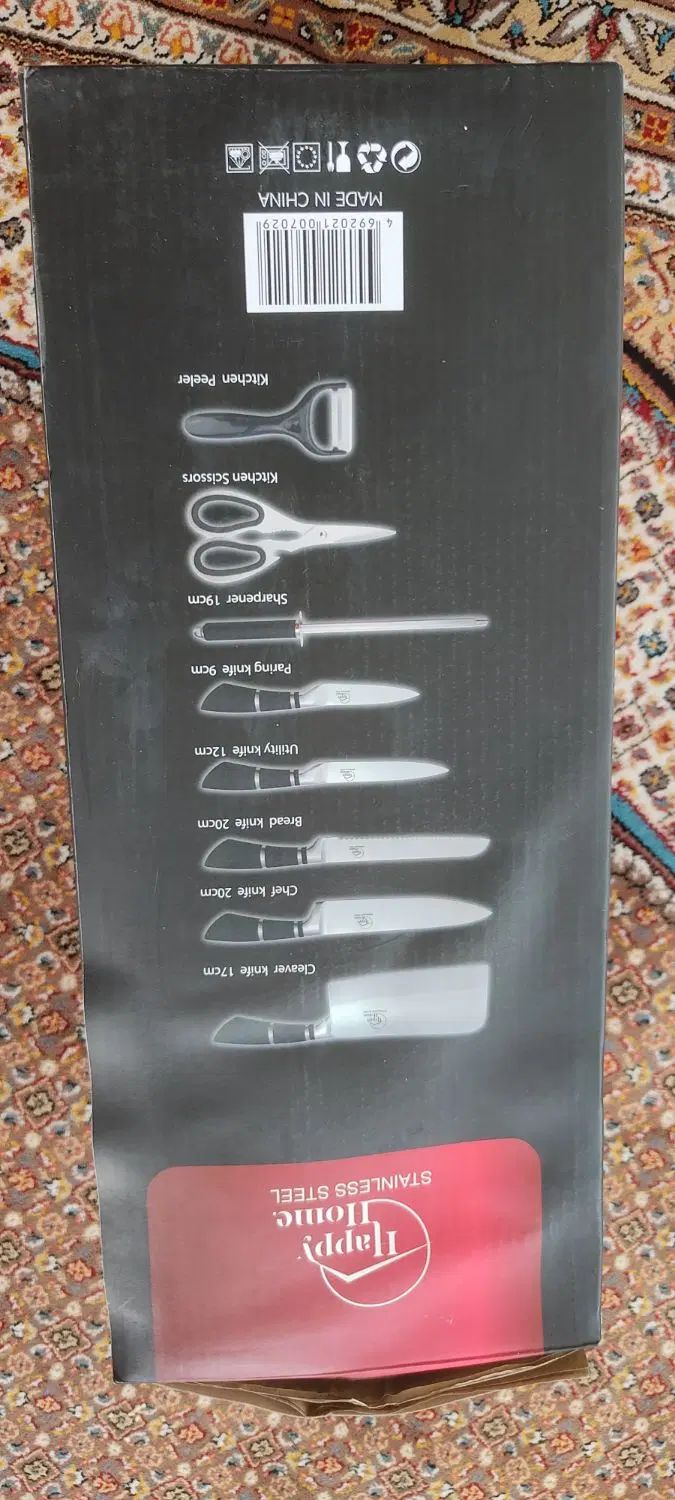 Happy
Home
STAINLESS STEEL
Cleaver knife 17cm
Chef knife 20cm
Bread knife 20cm
Utility knife 12cm
Paring knife 9cm
Sharpener 19cm
Kitchen Scissors
Kitchen Peeler
4 692021 007029
MADE IN CHINA